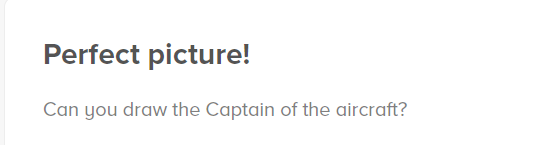 Perfect picture!
Can you draw the Captain of the aircraft?